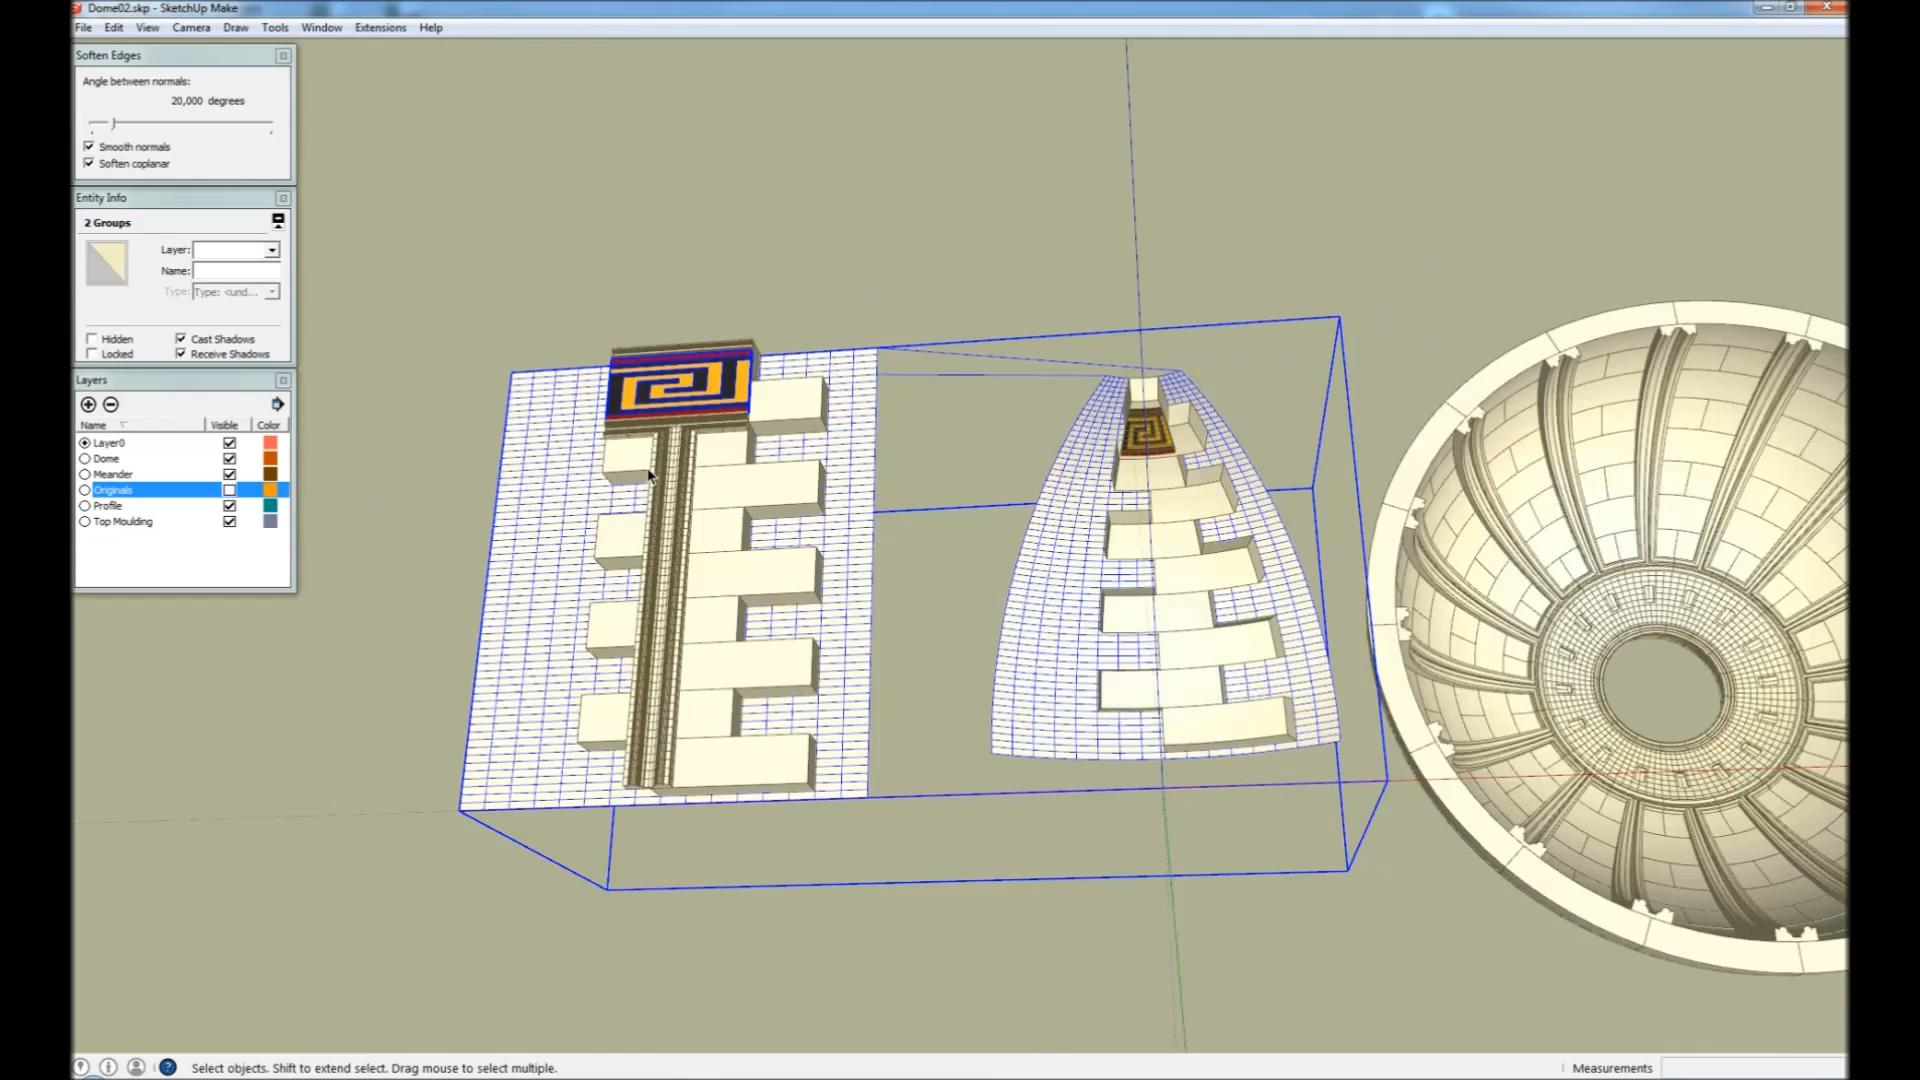 Dome02.skp - SketchUp Make
File Edit View Camera Draw Tools Window Extensions Help
Soften Edges
Angle between normals:
20,000 degrees
Smooth normals
Soften coplanar
Entity Info
2 Groups
Layer:
Name:
Type: Type: <und...
Hidden Cast Shadows
Locked Receive Shadows
Layers
Name Visible Color
Layer0
Dome
Meander
Originals
Profile
Top Moulding
Select objects. Shift to extend select. Drag mouse to select multiple.
Measurements